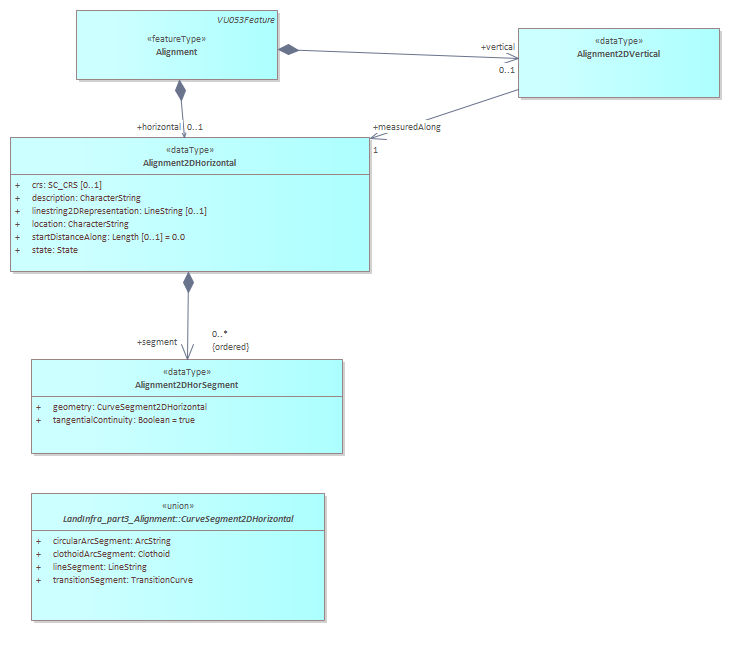 VU053Feature
«featureType»
Alignment
+vertical
0..1
«dataType»
Alignment2DVertical
+horizontal 0..1
+measuredAlong
1
«dataType»
Alignment2DHorizontal
+ crs: SC_CRS [0..1]
+ description: CharacterString
+ linestring2DRepresentation: LineString [0..1]
+ location: CharacterString
+ startDistanceAlong: Length [0..1] = 0.0
+ state: State
+segment
0..*
{ordered}
«dataType»
Alignment2DHorSegment
+ geometry: CurveSegment2DHorizontal
+ tangentialContinuity: Boolean = true
«union»
LandInfra_part3_Alignment::CurveSegment2DHorizontal
+ circularArcSegment: ArcString
+ clothoidArcSegment: Clothoid
+ lineSegment: LineString
+ transitionSegment: TransitionCurve